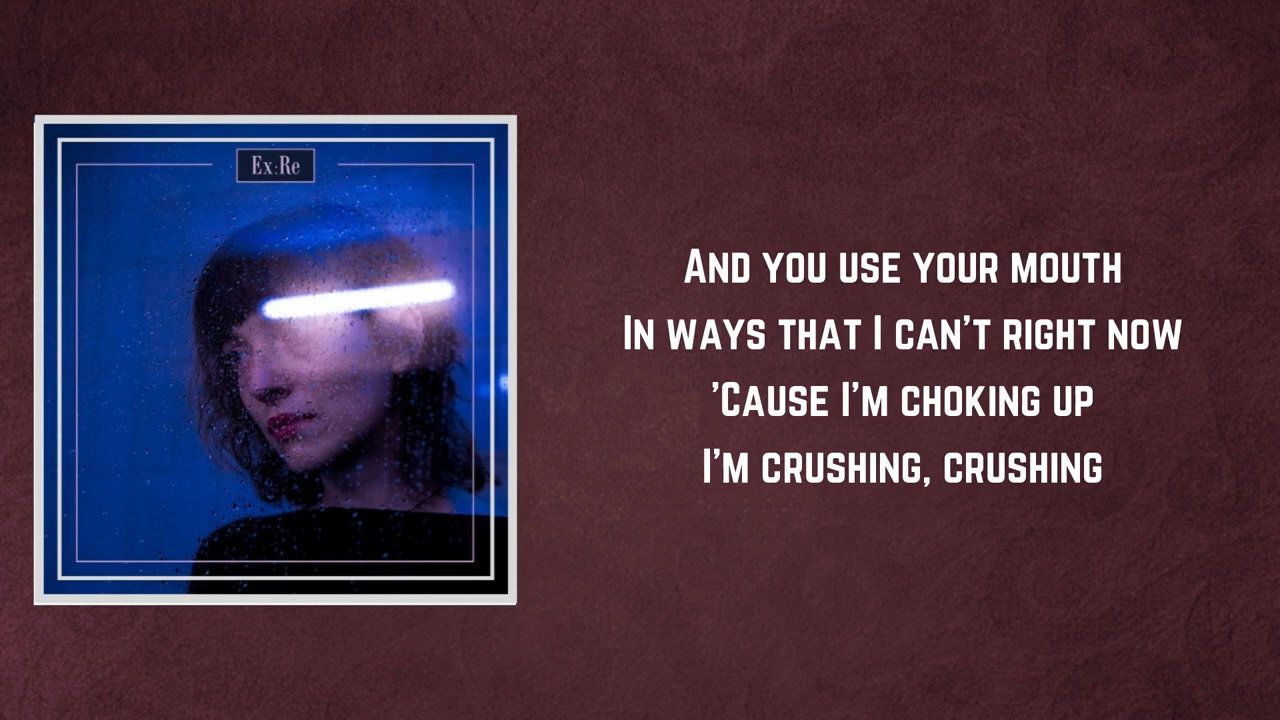 Ex:Re
And you use your mouth
In ways that I can't right now
'Cause I'm choking up
I'm crushing, crushing